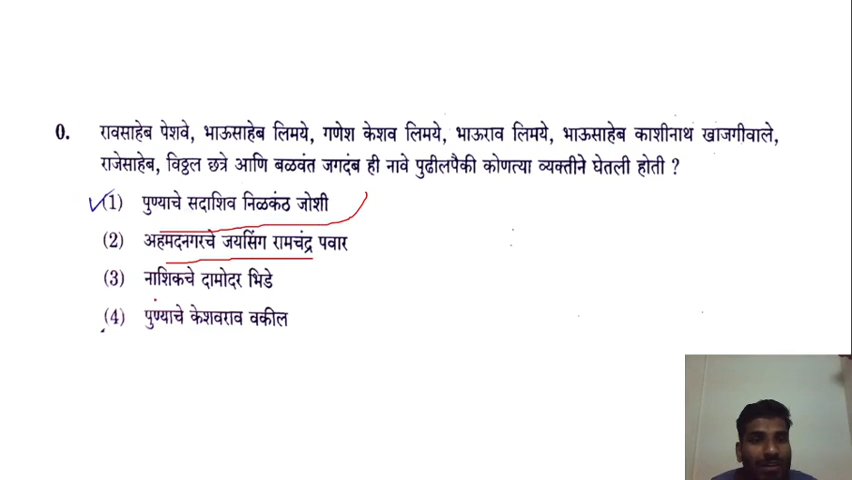 0. रावसाहेब पेशवे, भाऊसाहेब लिमये, गणेश केशव लिमये, भाऊराव लिमये, भाऊसाहेब काशीनाथ खाजगीवाले,
राजेसाहेब, विठ्ठल छत्रे आणि बळवंत जगदंब ही नावे पुढीलपैकी कोणत्या व्यक्तीने घेतली होती ?
(1) पुण्याचे सदाशिव निळकंठ जोशी
(2) अहमदनगरचे जयसिंग रामचंद्र पवार
(3) नाशिकचे दामोदर भिडे
(4) पुण्याचे केशवराव वकील